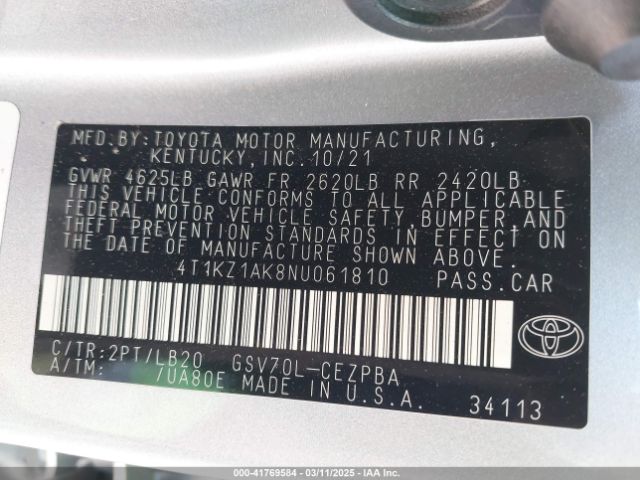 MFD.BY:TOYOTA MOTOR MANUFACTURING,
KENTUCKY,INC.10/21
GVWR 4625LB GAWR FR 2620LB RR 2420LB
THIS VEHICLE CONFORMS TO ALL APPLICABLE
FEDERAL MOTOR VEHICLE SAFETY,BUMPER,AND
THEFT PREVENTION STANDARDS IN EFFECT ON
THE DATE OF MANUFACTURE SHOWN ABOVE.
4T1KZ1AK8NU061810 PASS.CAR
C/TR:2PT/LB20 GSV70L-CEZPBA
A/TM: 7UA80E MADE IN U.S.A.
34113
000-41769584 • 03/11/2025 • IAA Inc.